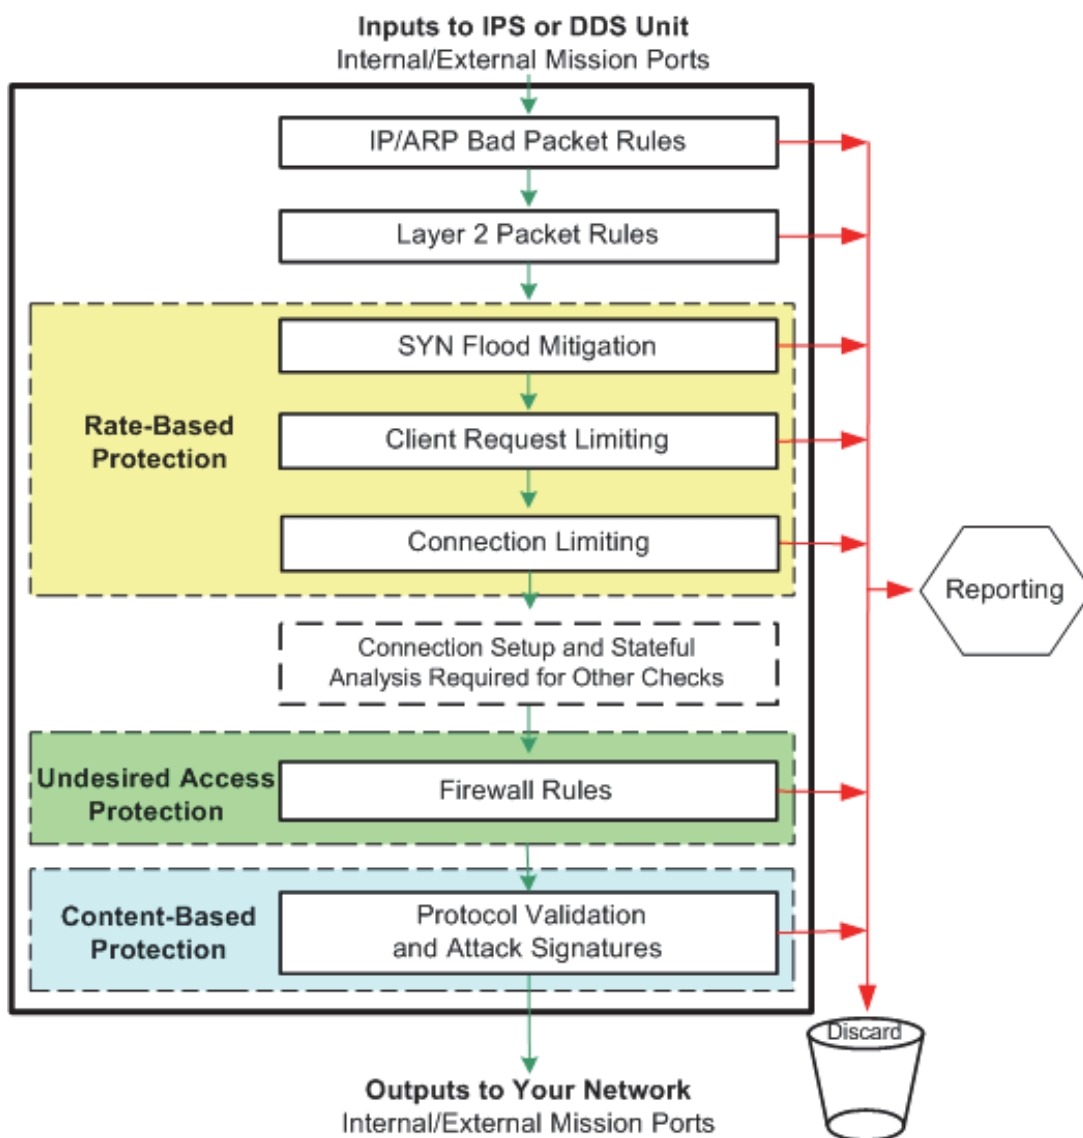 Inputs to IPS or DDS Unit
Internal/External Mission Ports
IP/ARP Bad Packet Rules
Layer 2 Packet Rules
Rate-Based
Protection
SYN Flood Mitigation
Client Request Limiting
Connection Limiting
Reporting
Connection Setup and Stateful
Analysis Required for Other Checks
Undesired Access
Protection
Firewall Rules
Content-Based
Protection
Protocol Validation
and Attack Signatures
Discard
Outputs to Your Network
Internal/External Mission Ports